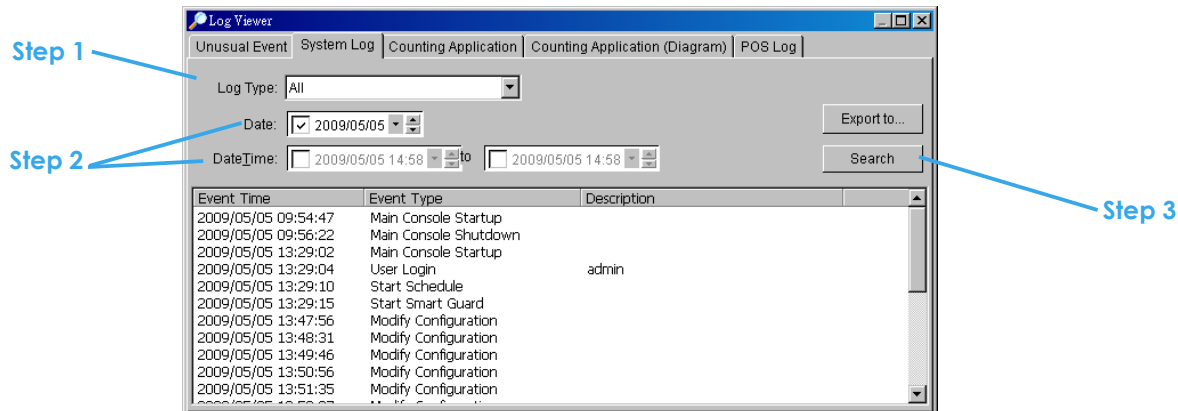 Log Viewer
Unusual Event System Log Counting Application Counting Application (Diagram) POS Log
Step 1
Log Type: All
Date: 2009/05/05
Export to...
Step 2
DateTime: 2009/05/05 14:58 to 2009/05/05 14:58
Search
Step 3
Event Time Event Type Description
2009/05/05 09:54:47 Main Console Startup
2009/05/05 09:56:22 Main Console Shutdown
2009/05/05 13:29:02 Main Console Startup
2009/05/05 13:29:04 User Login admin
2009/05/05 13:29:10 Start Schedule
2009/05/05 13:29:15 Start Smart Guard
2009/05/05 13:47:56 Modify Configuration
2009/05/05 13:48:31 Modify Configuration
2009/05/05 13:49:46 Modify Configuration
2009/05/05 13:50:56 Modify Configuration
2009/05/05 13:51:35 Modify Configuration